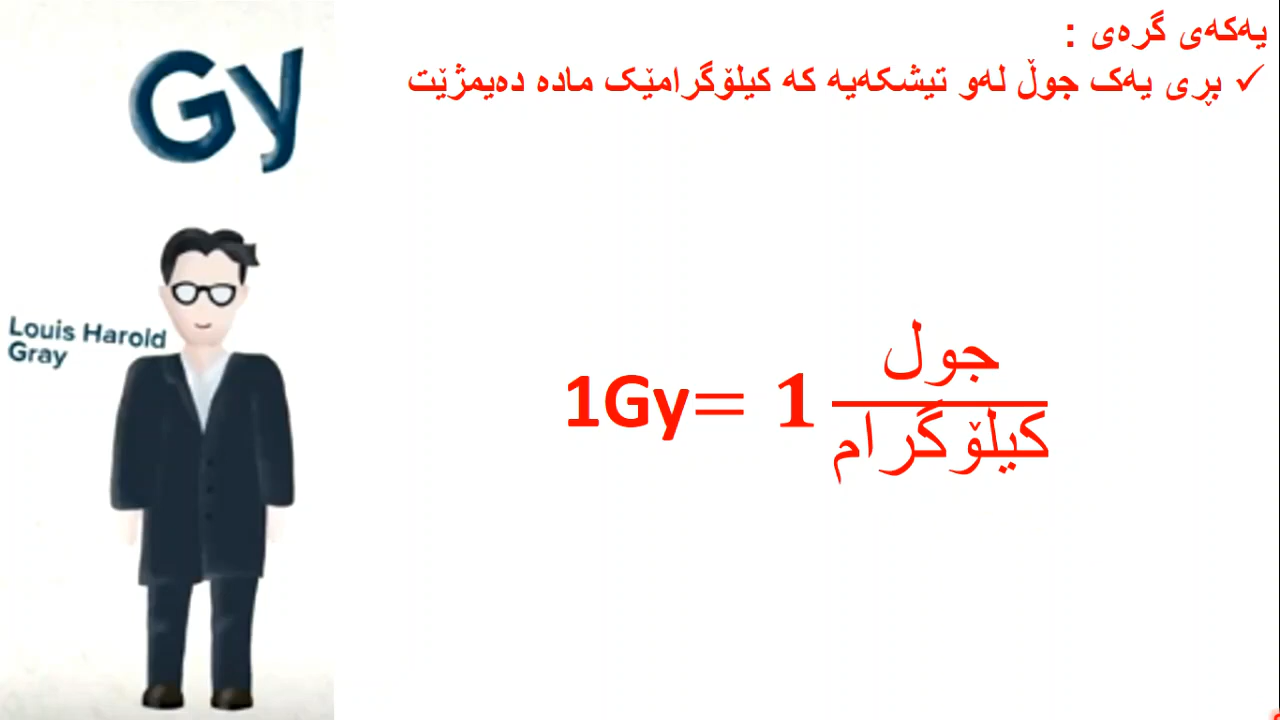 Gy
Louis Harold
Gray
یەکەی گرەی :
✓ بڕی یەک جوڵ لەو تیشکەیە کە کیلۆگرامێک مادە دەیمژێت
1Gy= 1 جول
کیلۆگرام